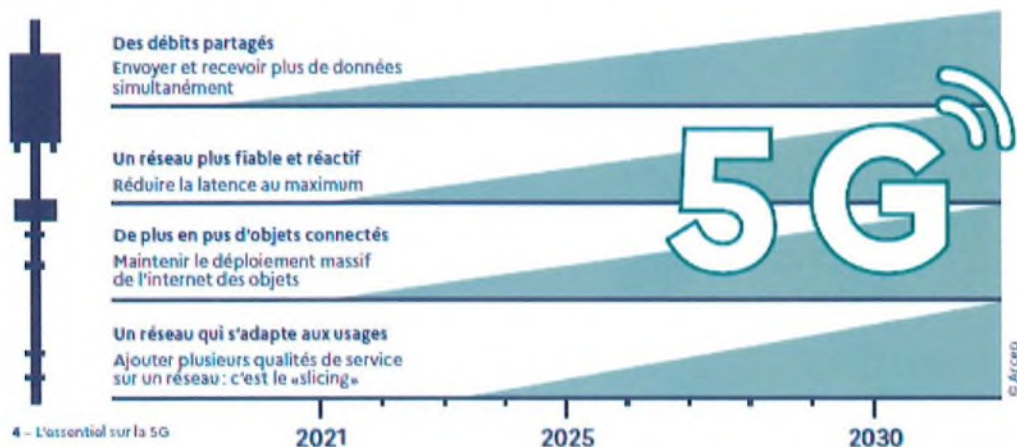 Des débits partagés
Envoyer et recevoir plus de données
simultanément
Un réseau plus fiable et réactif
Réduire la latence au maximum
De plus en pus d'objets connectés
Maintenir le déploiement massif
de l'internet des objets
Un réseau qui s'adapte aux usages
Ajouter plusieurs qualités de service
sur un réseau : c'est le «slicing»
5G
© Arcep
4 – L'essentiel sur la 5G
2021 2025 2030